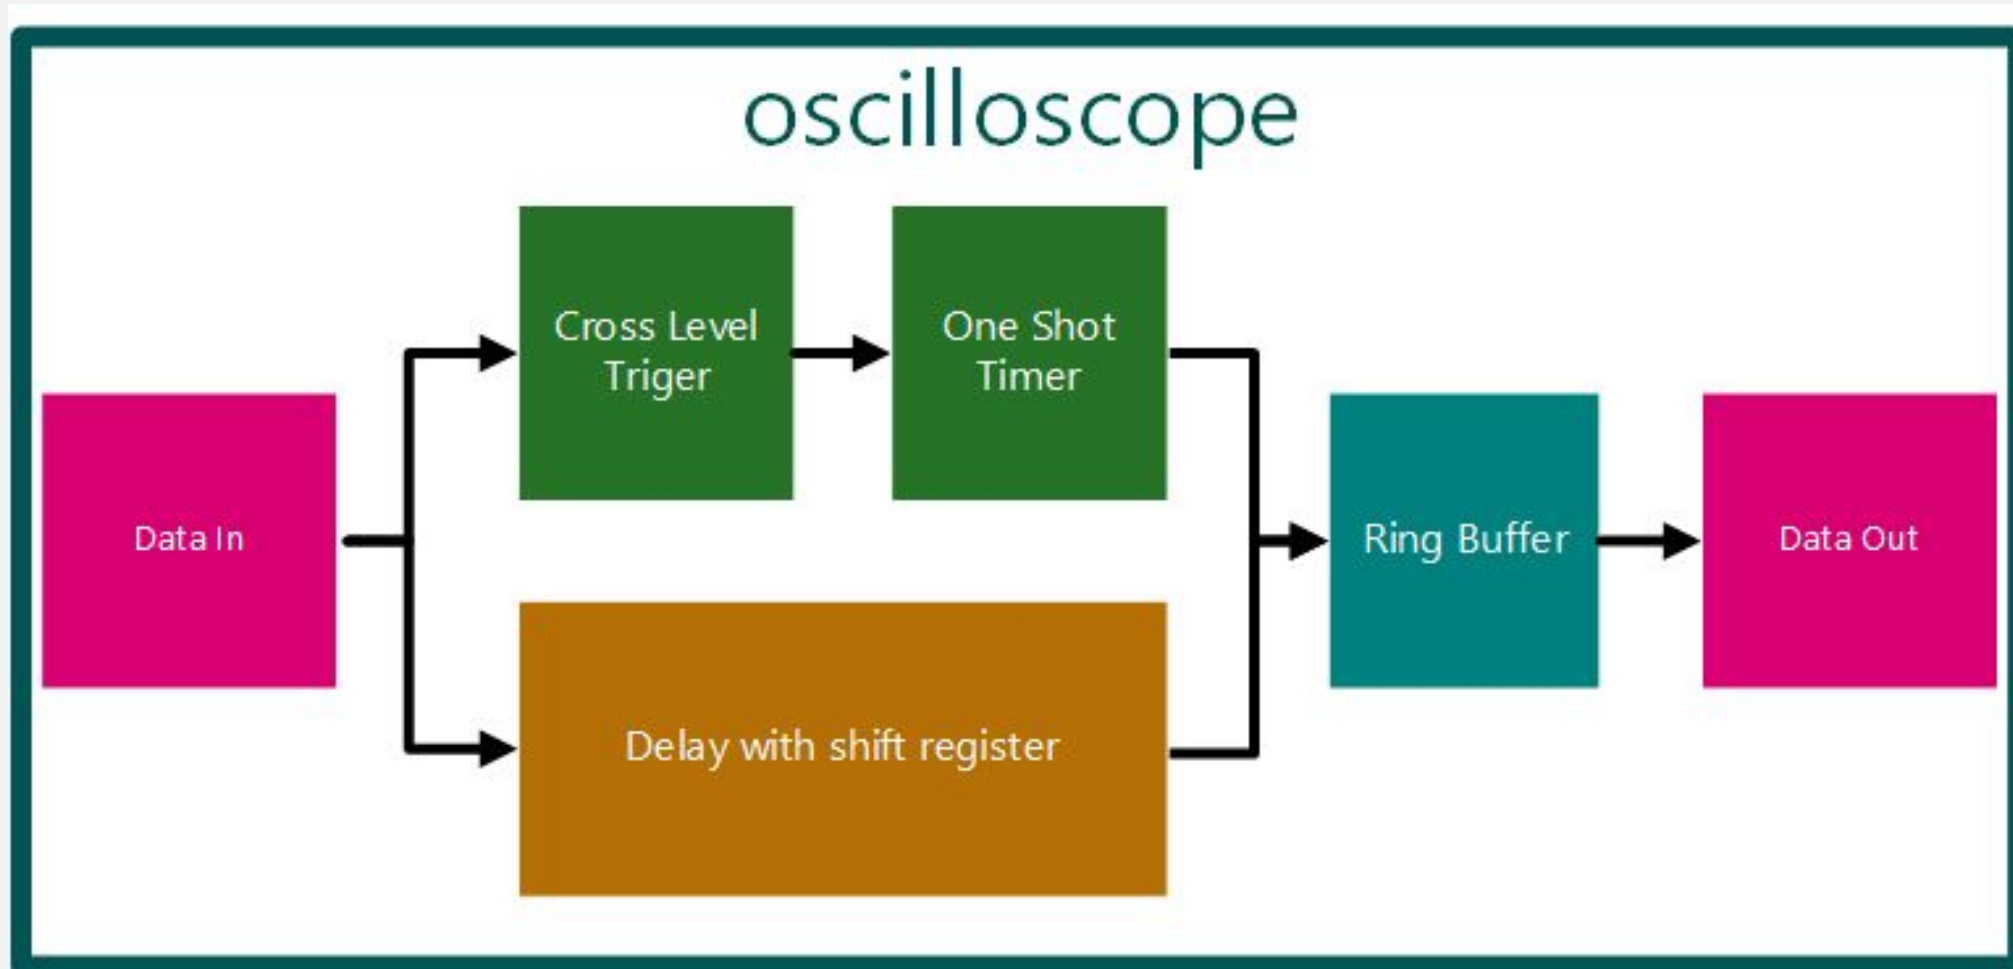 oscilloscope
Cross Level
Triger
One Shot
Timer
Data In
Ring Buffer
Data Out
Delay with shift register